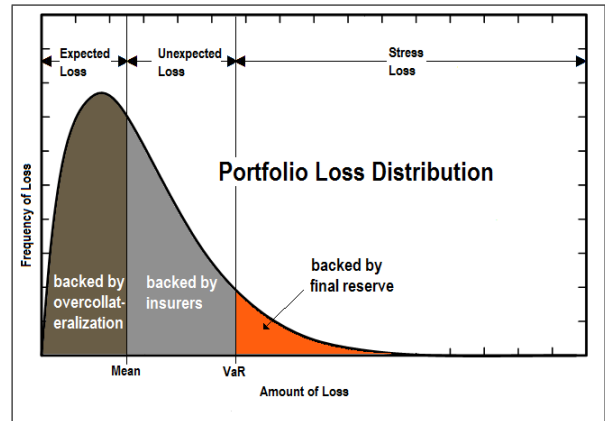 Expected
Loss
Unexpected
Loss
Stress
Loss
Portfolio Loss Distribution
Frequency of Loss
backed by
overcollat-
eralization
backed by
insurers
backed by
final reserve
Mean
VaR
Amount of Loss